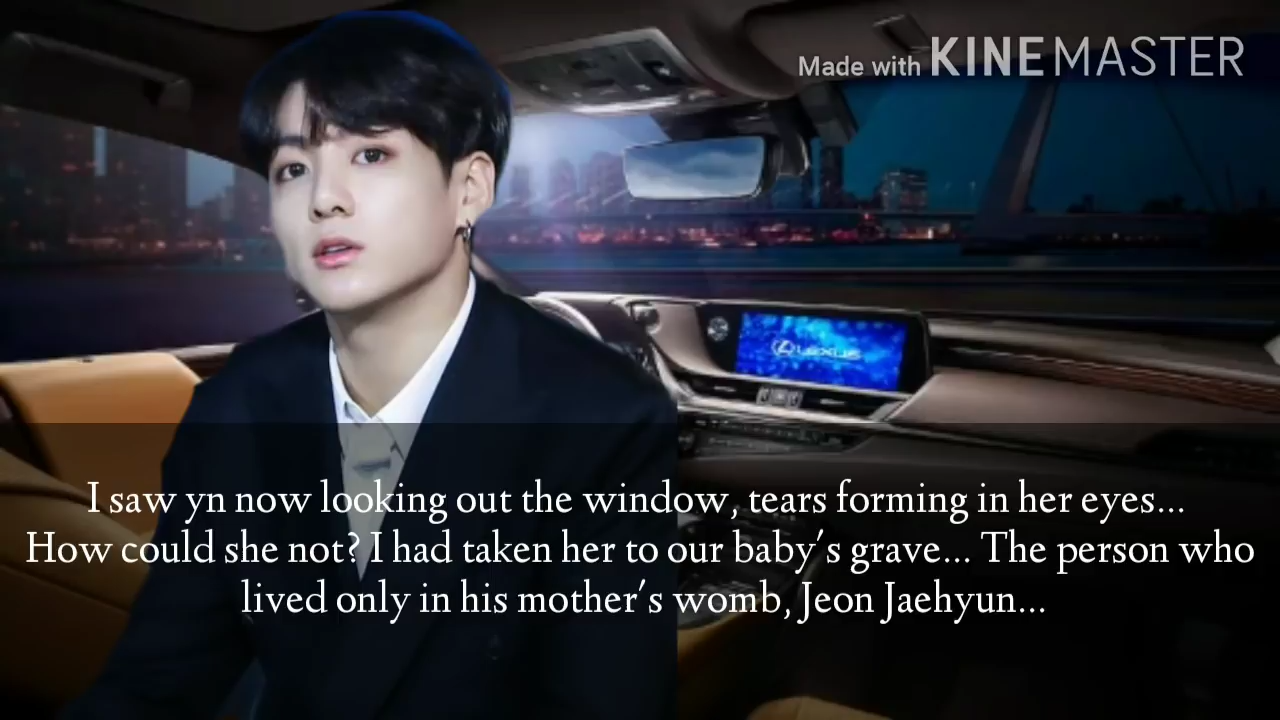 Made with KINEMASTER
LEXUS
I saw yn now looking out the window, tears forming in her eyes...
How could she not? I had taken her to our baby's grave... The person who
lived only in his mother's womb, Jeon Jaehyun...